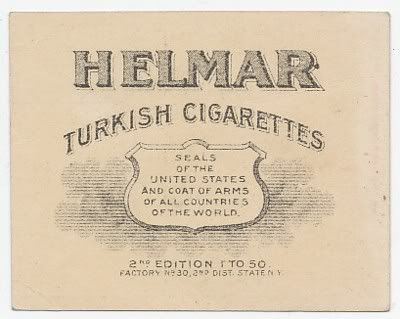 HELMAR
TURKISH CIGARETTES
SEALS
OF THE
UNITED STATES
AND COAT OF ARMS
OF ALL COUNTRIES
OF THE WORLD.
2ND EDITION 1 TO 50.
FACTORY NO 30, 2ND DIST. STATE N.Y.